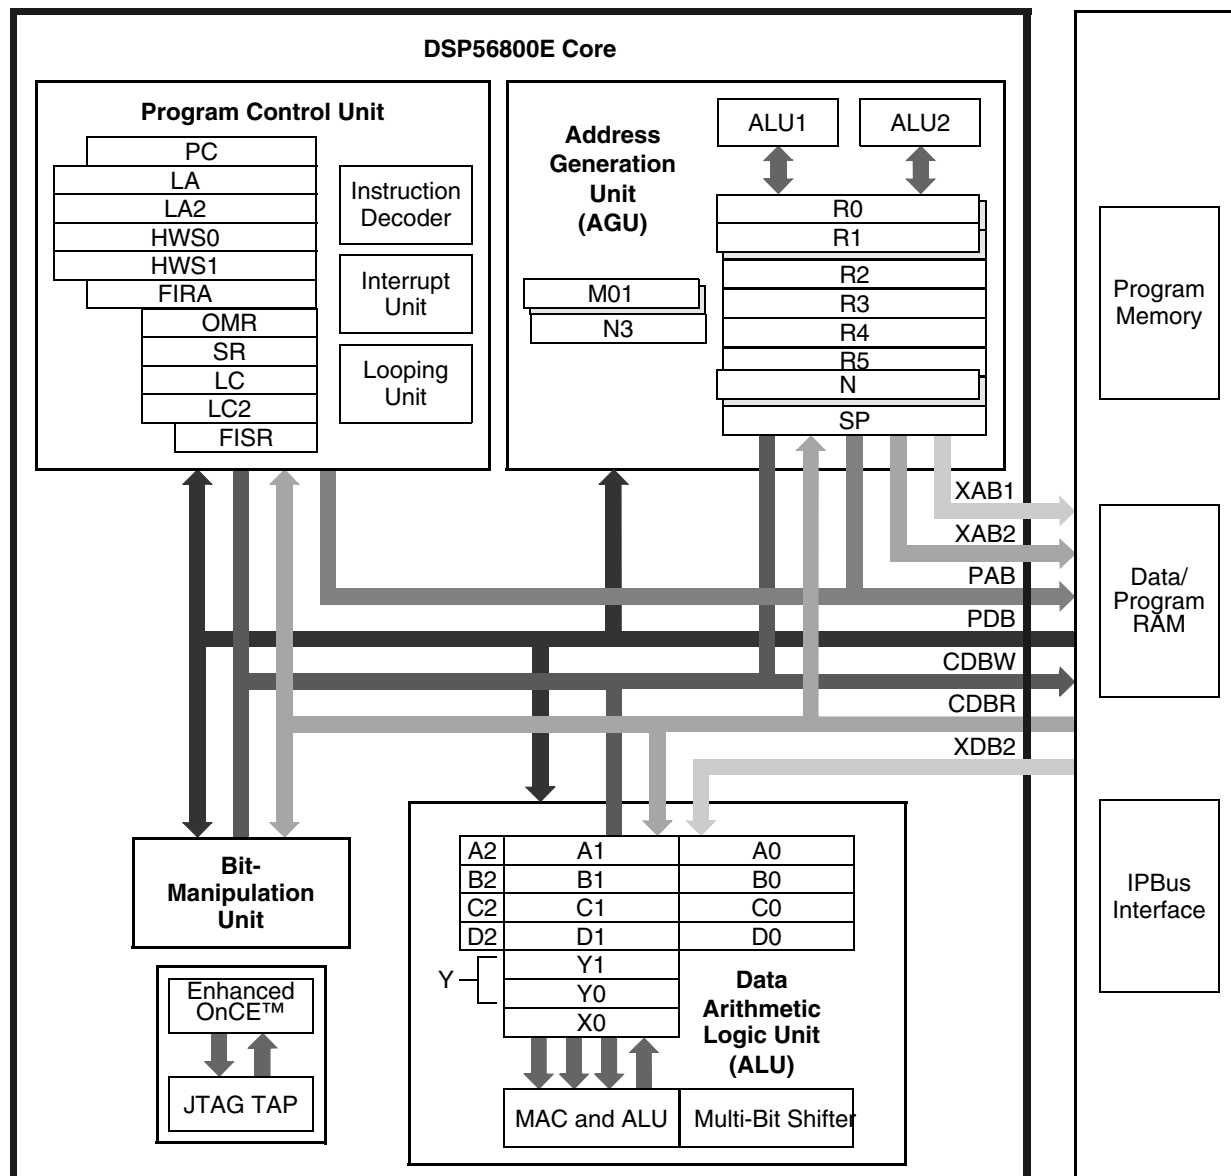 DSP56800E Core
Program Control Unit
PC
LA
LA2
HWS0
HWS1
FIRA
OMR
SR
LC
LC2
FISR
Instruction
Decoder
Interrupt
Unit
Looping
Unit
Address
Generation
Unit
(AGU)
ALU1
ALU2
R0
R1
R2
R3
R4
R5
N
SP
M01
N3
Program
Memory
Data/
Program
RAM
IPBus
Interface
XAB1
XAB2
PAB
PDB
CDBW
CDBR
XDB2
Bit-
Manipulation
Unit
Enhanced
OnCE™
JTAG TAP
A2 A1 A0
B2 B1 B0
C2 C1 C0
D2 D1 D0
Y
Y1
Y0
X0
Data
Arithmetic
Logic Unit
(ALU)
MAC and ALU
Multi-Bit Shifter